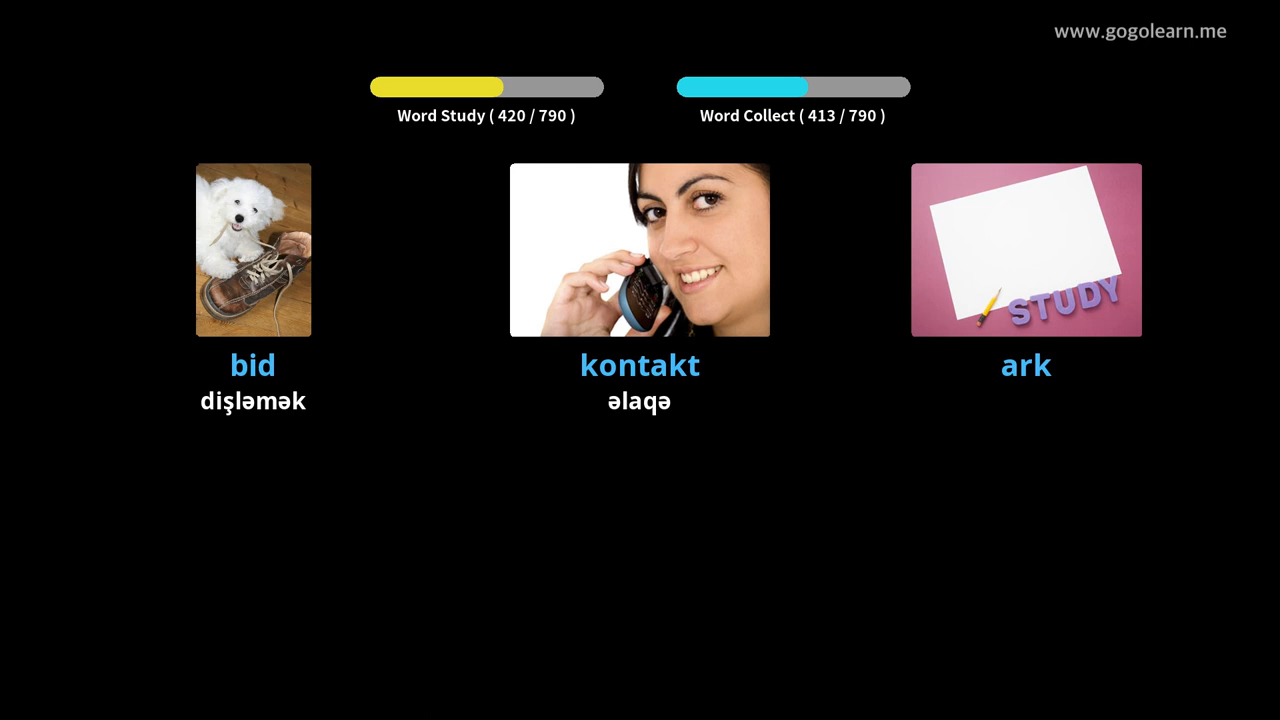 www.gogolearn.me
Word Study ( 420 / 790 )
Word Collect ( 413 / 790 )
STUDY
bid
kontakt
ark
dişləmək
əlaqə